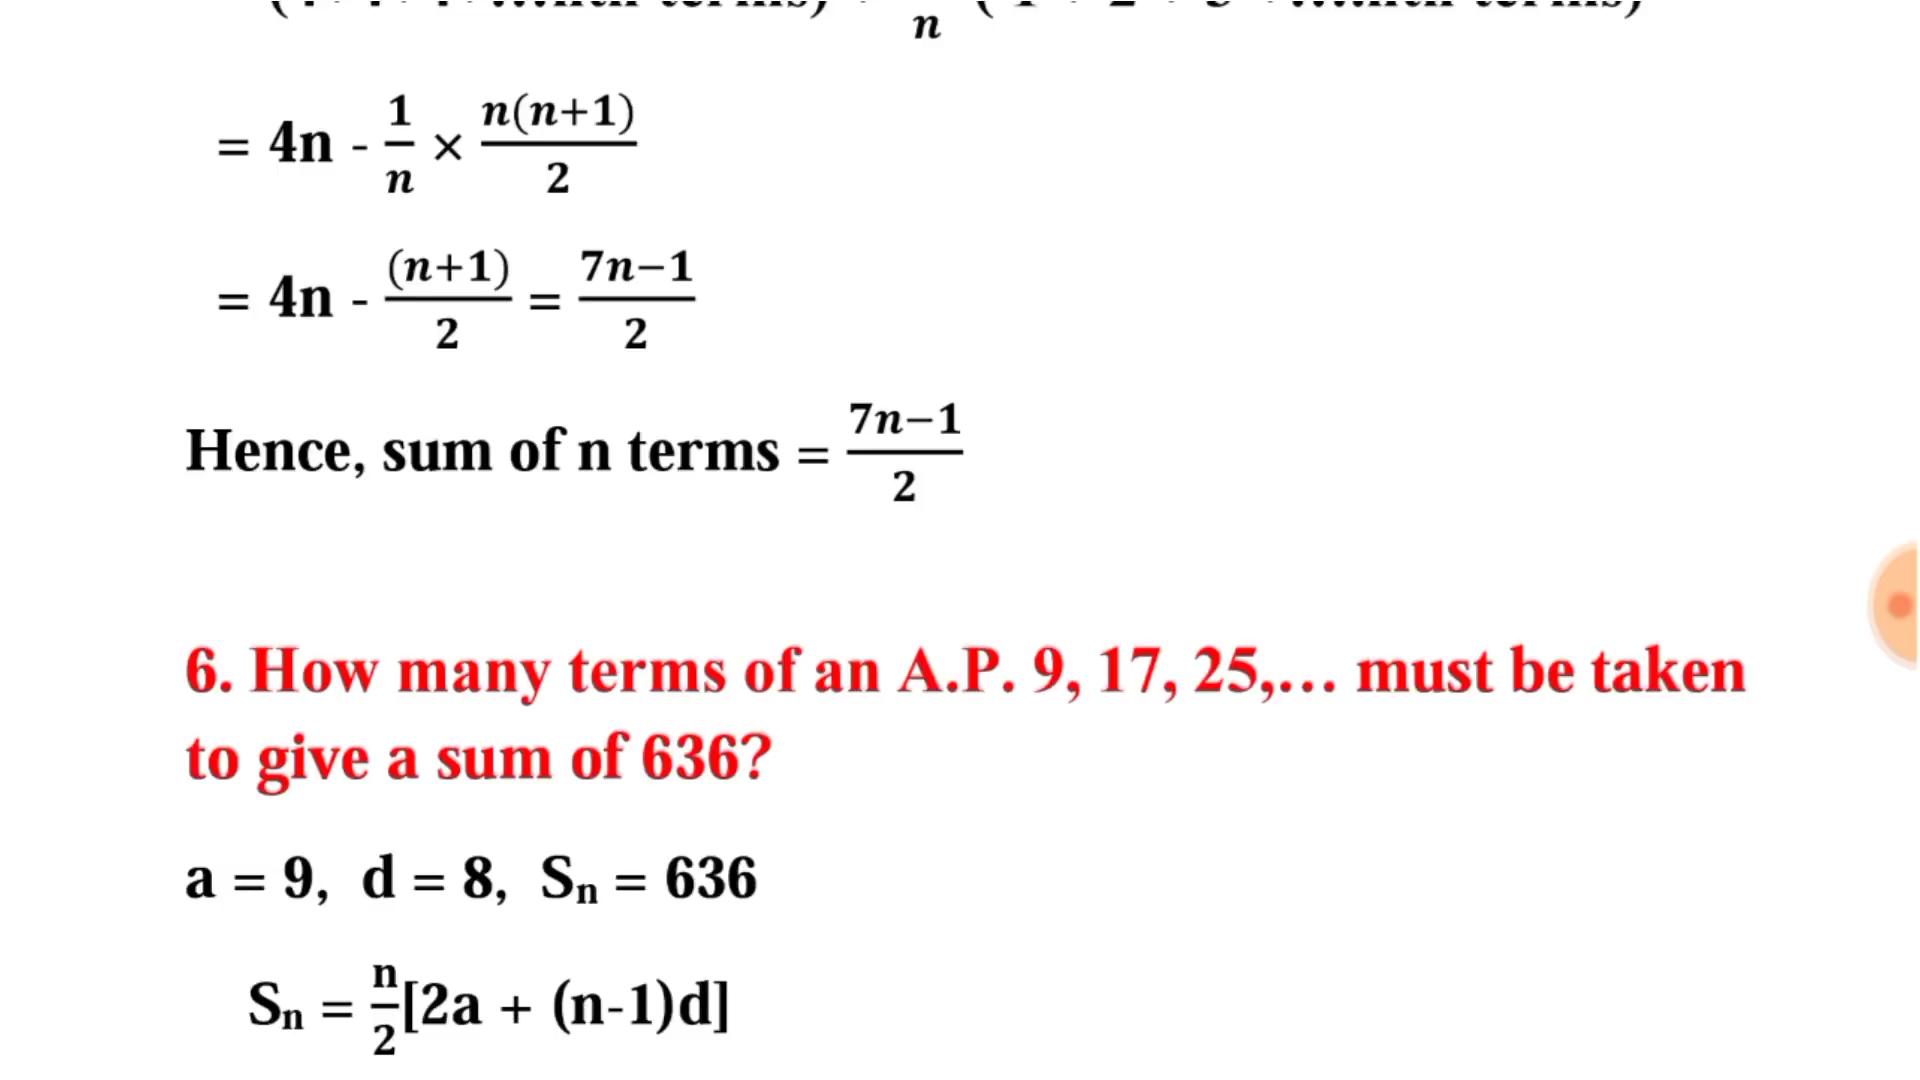 n
= 4n - 1/n × n(n+1)/2
= 4n - (n+1)/2 = 7n−1/2
Hence, sum of n terms = 7n−1/2
6. How many terms of an A.P. 9, 17, 25,... must be taken
to give a sum of 636?
a = 9, d = 8, Sn = 636
Sn = n/2[2a + (n-1)d]